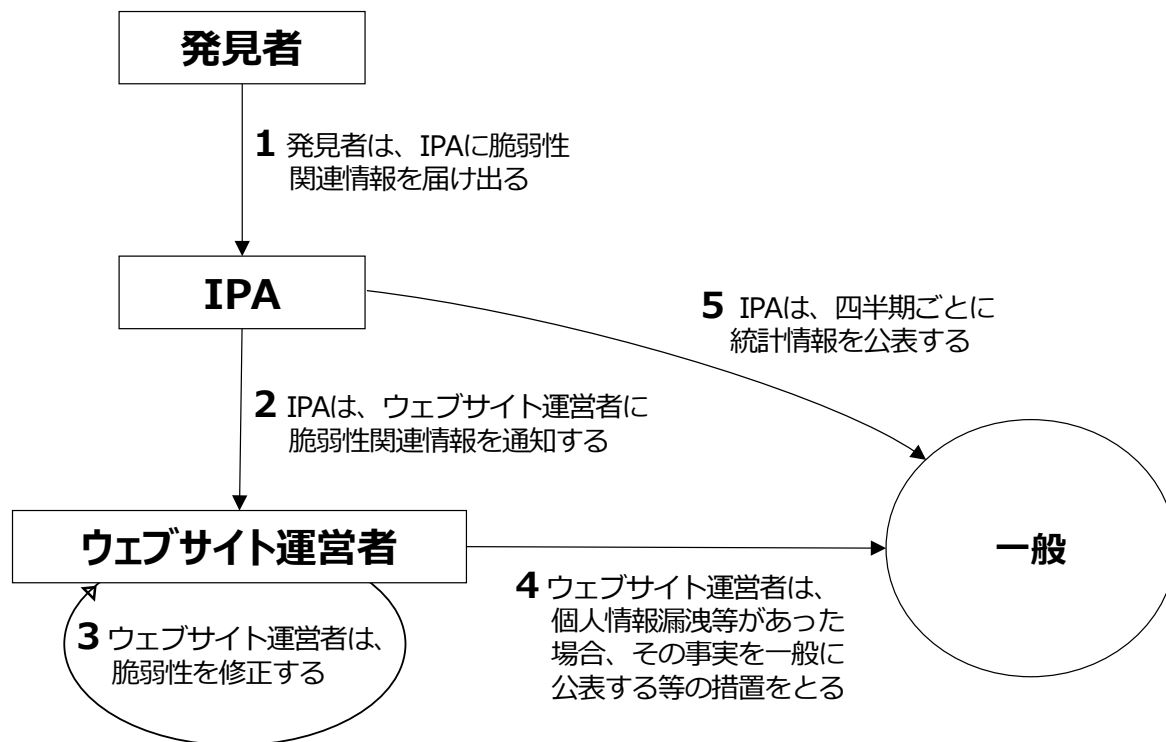 発見者
1 発見者は、IPAに脆弱性
関連情報を届け出る
IPA
5 IPAは、四半期ごとに
統計情報を公表する
2 IPAは、ウェブサイト運営者に
脆弱性関連情報を通知する
ウェブサイト運営者
一般
3 ウェブサイト運営者は、
脆弱性を修正する
4 ウェブサイト運営者は、
個人情報漏洩等があった
場合、その事実を一般に
公表する等の措置をとる